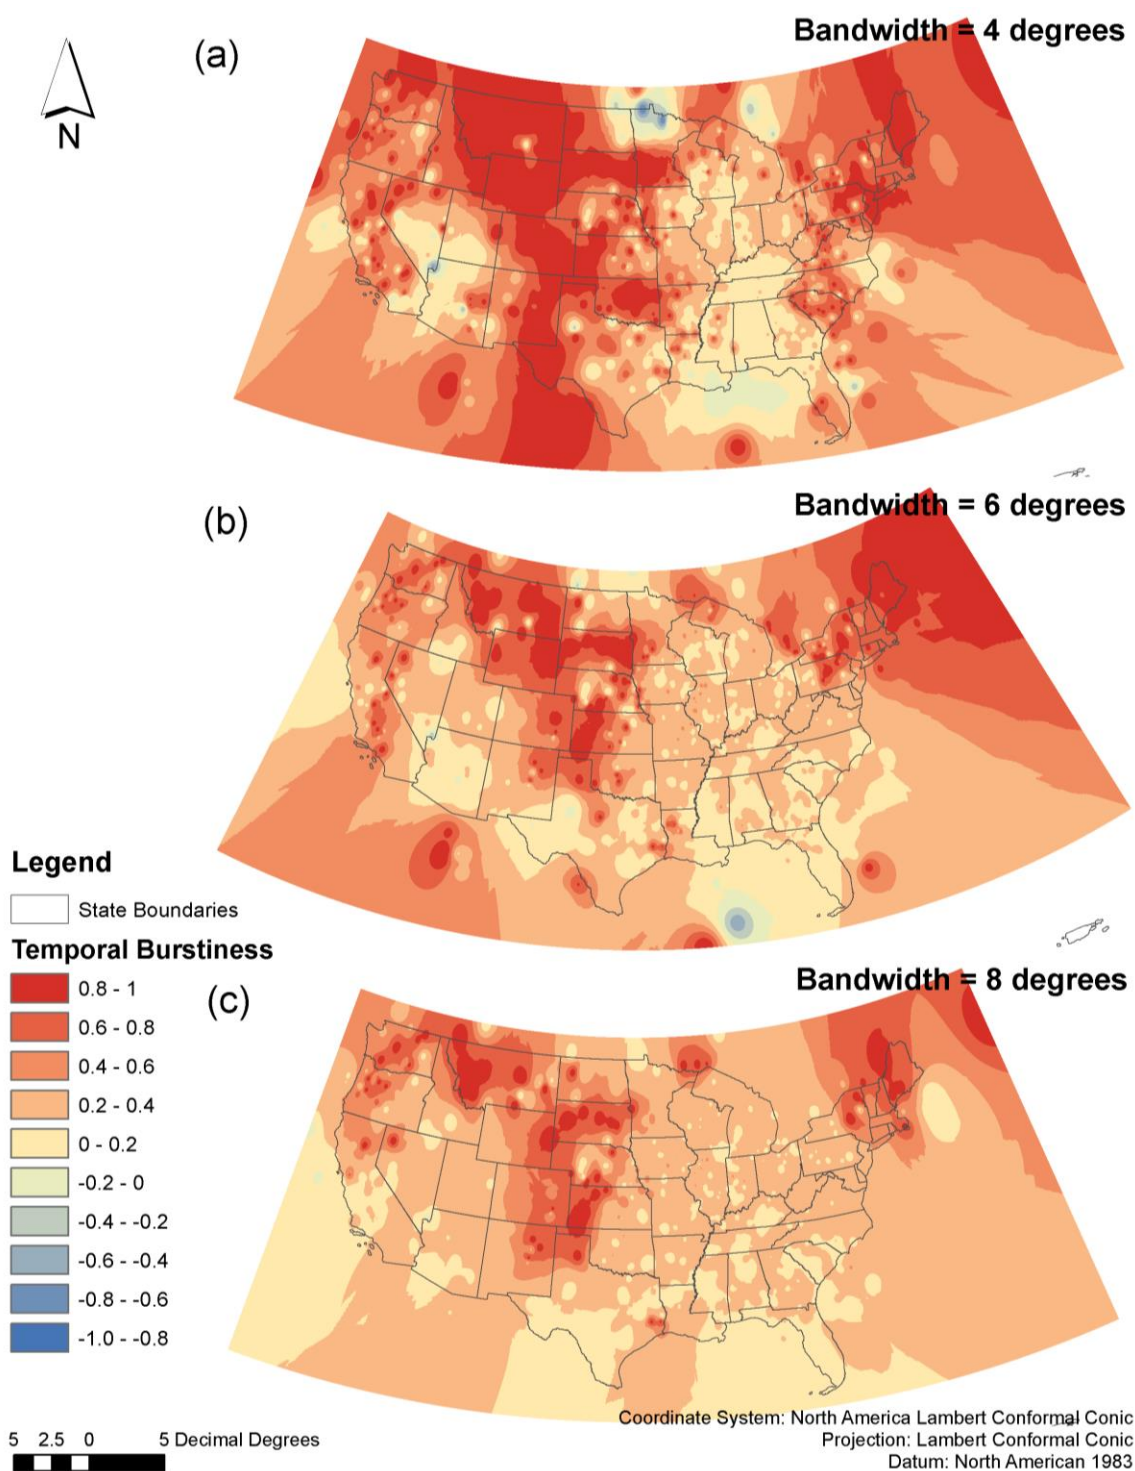 Bandwidth = 4 degrees
(a)
N
Bandwidth = 6 degrees
(b)
Legend
State Boundaries
Temporal Burstiness
0.8 - 1
0.6 - 0.8
0.4 - 0.6
0.2 - 0.4
0 - 0.2
-0.2 - 0
-0.4 - -0.2
-0.6 - -0.4
-0.8 - -0.6
-1.0 - -0.8
Bandwidth = 8 degrees
(c)
5 2.5 0 5 Decimal Degrees
Coordinate System: North America Lambert Conformal Conic
Projection: Lambert Conformal Conic
Datum: North American 1983